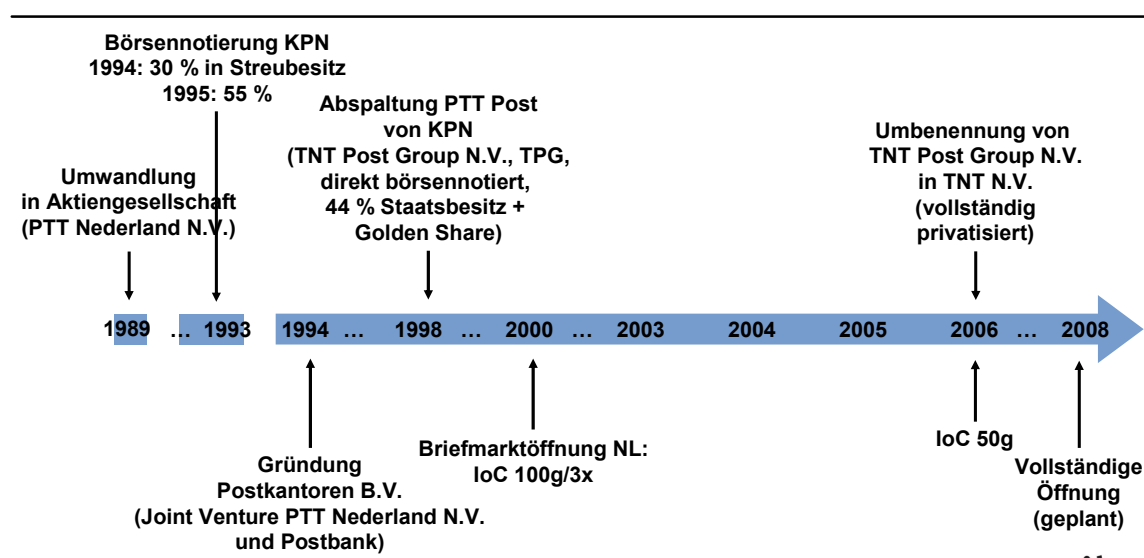 Börsennotierung KPN
1994: 30 % in Streubesitz
1995: 55 %
Umwandlung
in Aktiengesellschaft
(PTT Nederland N.V.)
Abspaltung PTT Post
von KPN
(TNT Post Group N.V., TPG,
direkt börsennotiert,
44 % Staatsbesitz +
Golden Share)
Umbenennung von
TNT Post Group N.V.
in TNT N.V.
(vollständig
privatisiert)
1989 … 1993 1994 … 1998 … 2000 … 2003 2004 2005 2006 … 2008
Gründung
Postkantoren B.V.
(Joint Venture PTT Nederland N.V.
und Postbank)
Briefmarktöffnung NL:
IoC 100g/3x
IoC 50g
Vollständige
Öffnung
(geplant)